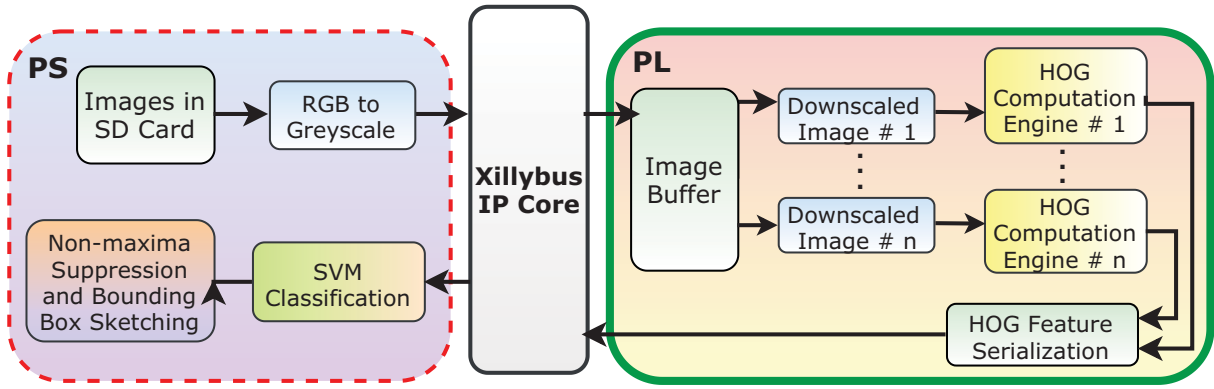 PS
Images in
SD Card
RGB to
Greyscale
Non-maxima
Suppression
and Bounding
Box Sketching
SVM
Classification
Xillybus
IP Core
PL
Image
Buffer
Downscaled
Image # 1
HOG
Computation
Engine # 1
Downscaled
Image # n
HOG
Computation
Engine # n
HOG Feature
Serialization